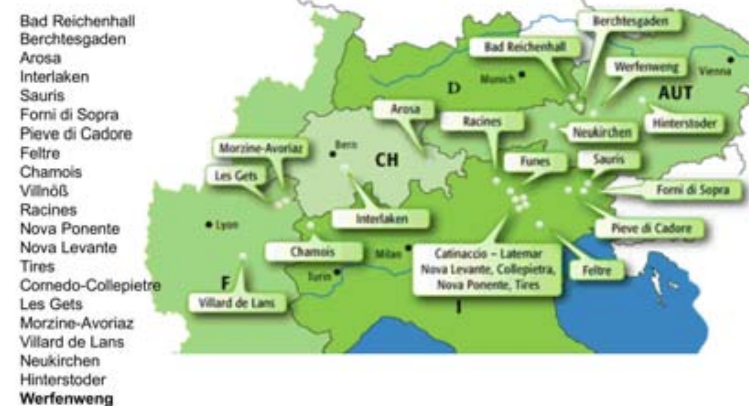 Bad Reichenhall
Berchtesgaden
Arosa
Interlaken
Sauris
Forni di Sopra
Pieve di Cadore
Feltre
Chamois
Villnöß
Racines
Nova Ponente
Nova Levante
Tires
Cornedo-Collepietre
Les Gets
Morzine-Avoriaz
Villard de Lans
Neukirchen
Hinterstoder
Werfenweng
Berchtesgaden
Bad Reichenhall
Werfenweng
Vienna
D
Munich
AUT
Arosa
Racines
Neukirchen
Hinterstoder
Morzine-Avoriaz
Bern
CH
Funes
Sauris
Les Gets
Forni di Sopra
Interlaken
Pieve di Cadore
Lyon
Chamois
Milan
Catinaccio – Latemar
Nova Levante, Collepietra,
Nova Ponente, Tires
Feltre
Turin
F
Villard de Lans
I